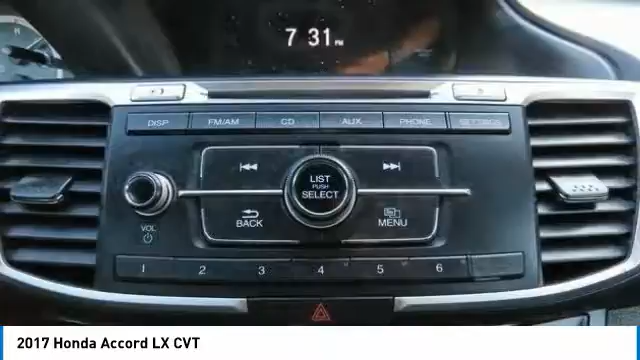 7 31 PM
DISP FM/AM CD AUX PHONE SETTINGS
LIST
PUSH
SELECT
BACK
MENU
VOL
1 2 3 4 5 6
2017 Honda Accord LX CVT